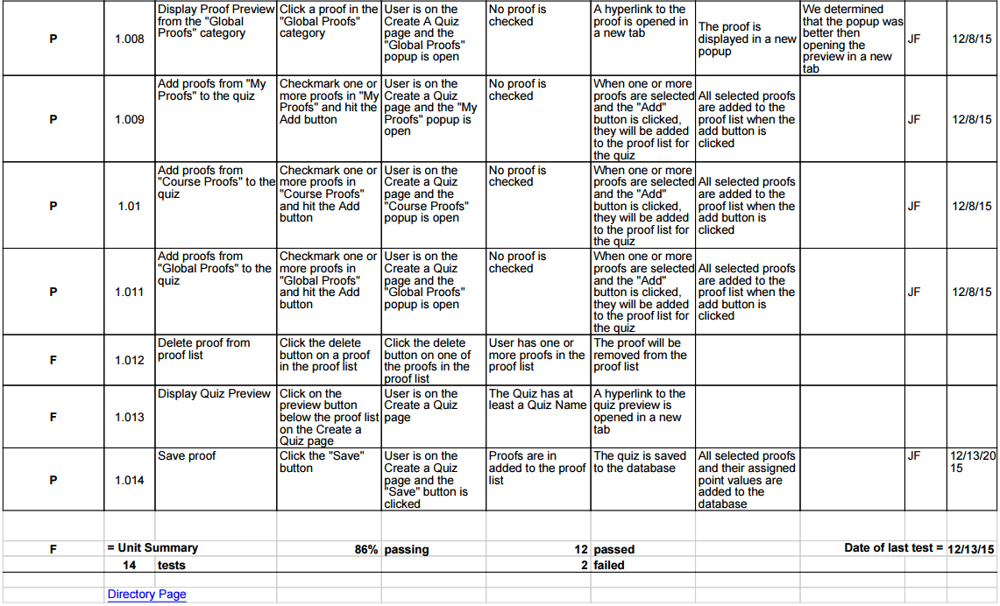 P
1.008
Display Proof Preview
from the "Global
Proofs" category
Click a proof in the
"Global Proofs"
category
User is on the
Create A Quiz
page and the
"Global Proofs"
popup is open
No proof is
checked
A hyperlink to the
proof is opened in
a new tab
The proof is
displayed in a new
popup
We determined
that the popup was
better then
opening the
preview in a new
tab
JF
12/8/15
P
1.009
Add proofs from "My
Proofs" to the quiz
Checkmark one or
more proofs in "My
Proofs" and hit the
Add button
User is on the
Create a Quiz
page and the "My
Proofs" popup is
open
No proof is
checked
When one or more
proofs are selected
and the "Add"
button is clicked,
they will be added
to the proof list for
the quiz
All selected proofs
are added to the
proof list when the
add button is
clicked
JF
12/8/15
P
1.01
Add proofs from
"Course Proofs" to the
quiz
Checkmark one or
more proofs in
"Course Proofs"
and hit the Add
button
User is on the
Create a Quiz
page and the
"Course Proofs"
popup is open
No proof is
checked
When one or more
proofs are selected
and the "Add"
button is clicked,
they will be added
to the proof list for
the quiz
All selected proofs
are added to the
proof list when the
add button is
clicked
JF
12/8/15
P
1.011
Add proofs from
"Global Proofs" to the
quiz
Checkmark one or
more proofs in
"Global Proofs"
and hit the Add
button
User is on the
Create a Quiz
page and the
"Global Proofs"
popup is open
No proof is
checked
When one or more
proofs are selected
and the "Add"
button is clicked,
they will be added
to the proof list for
the quiz
All selected proofs
are added to the
proof list when the
add button is
clicked
JF
12/8/15
F
1.012
Delete proof from
proof list
Click the delete
button on a proof
in the proof list
Click the delete
button on one of
the proofs in the
proof list
User has one or
more proofs in the
proof list
The proof will be
removed from the
proof list
F
1.013
Display Quiz Preview
Click on the
preview button
below the proof list
on the Create a
Quiz page
User is on the
Create a Quiz
page
The Quiz has at
least a Quiz Name
A hyperlink to the
quiz preview is
opened in a new
tab
P
1.014
Save proof
Click the "Save"
button
User is on the
Create a Quiz
page and the
"Save" button is
clicked
Proofs are in
added to the proof
list
The quiz is saved
to the database
All selected proofs
and their assigned
point values are
added to the
database
JF
12/13/20
15
F = Unit Summary 86% passing 12 passed Date of last test = 12/13/15
14 tests 2 failed
Directory Page